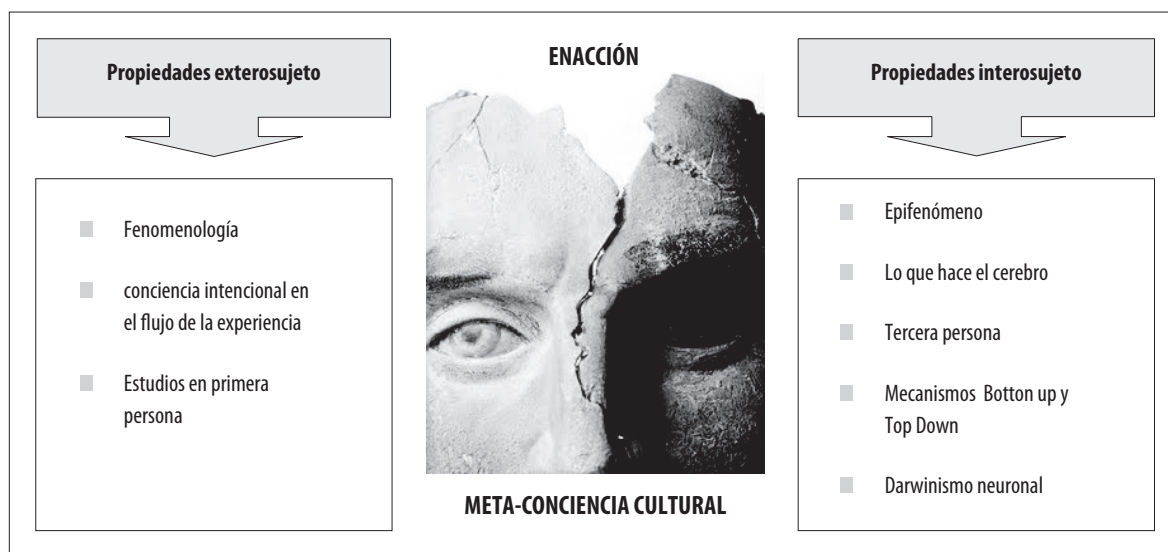 Propiedades exterosujeto
Fenomenología
conciencia intencional en
el flujo de la experiencia
Estudios en primera
persona
ENACCIÓN
META-CONCIENCIA CULTURAL
Propiedades interosujeto
Epifenómeno
Lo que hace el cerebro
Tercera persona
Mecanismos Botton up y
Top Down
Darwinismo neuronal